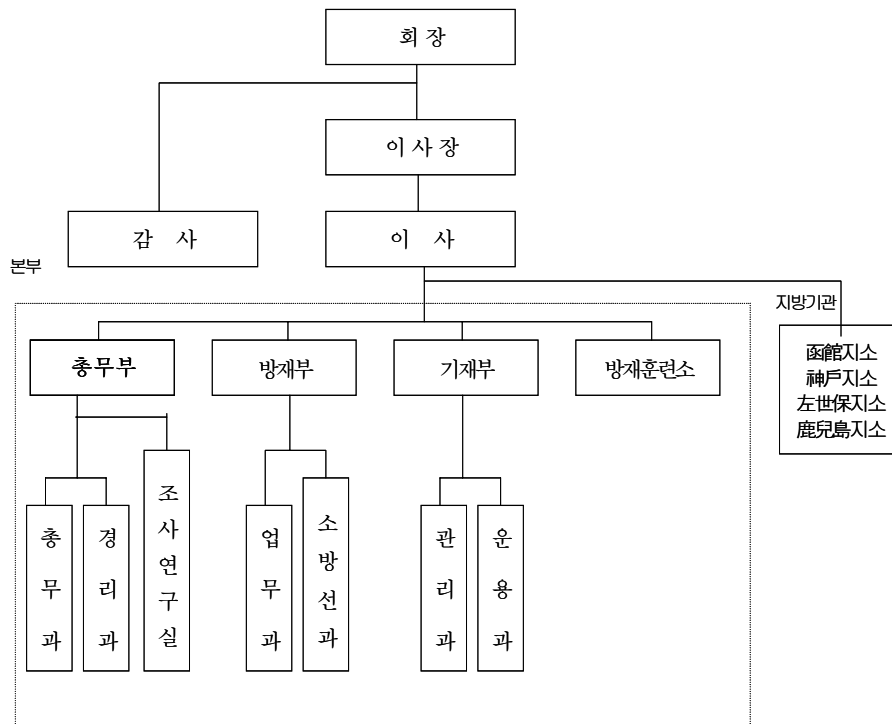 회 장
이 사 장
감 사
이 사
본부
지방기관
총무부
방재부
기재부
방재훈련소
函館지소
神戶지소
左世保지소
鹿兒島지소
총무과
경리과
조사연구실
업무과
소방선과
관리과
운용과